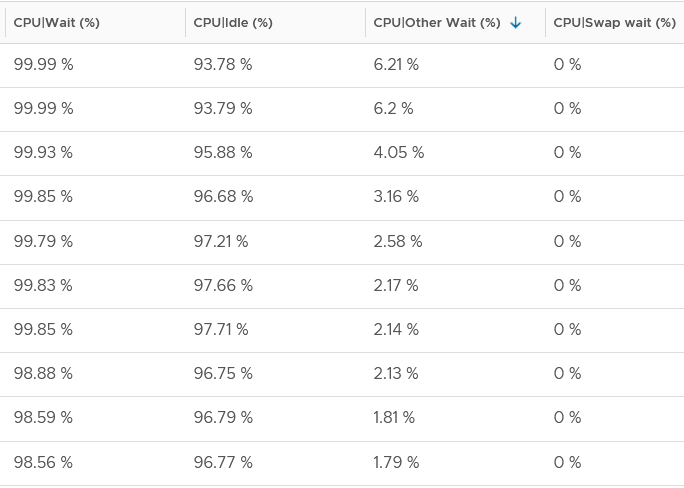 CPU|Wait (%) CPU|Idle (%) CPU|Other Wait (%) CPU|Swap wait (%)
99.99 % 93.78 % 6.21 % 0 %
99.99 % 93.79 % 6.2 % 0 %
99.93 % 95.88 % 4.05 % 0 %
99.85 % 96.68 % 3.16 % 0 %
99.79 % 97.21 % 2.58 % 0 %
99.83 % 97.66 % 2.17 % 0 %
99.85 % 97.71 % 2.14 % 0 %
98.88 % 96.75 % 2.13 % 0 %
98.59 % 96.79 % 1.81 % 0 %
98.56 % 96.77 % 1.79 % 0 %